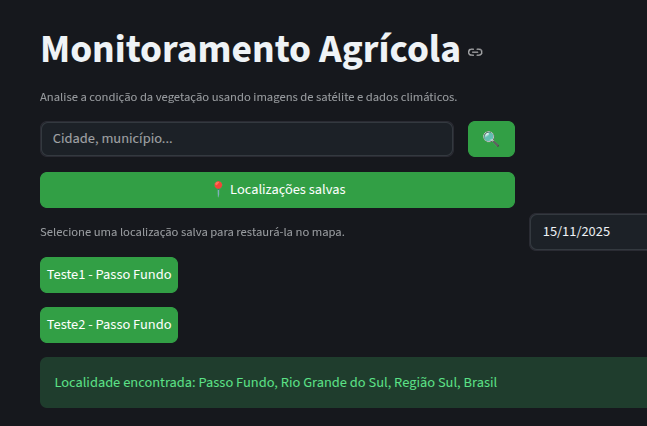 Monitoramento Agrícola
Analise a condição da vegetação usando imagens de satélite e dados climáticos.
Cidade, município...
Localizações salvas
Selecione uma localização salva para restaurá-la no mapa.
15/11/2025
Teste1 - Passo Fundo
Teste2 - Passo Fundo
Localidade encontrada: Passo Fundo, Rio Grande do Sul, Região Sul, Brasil